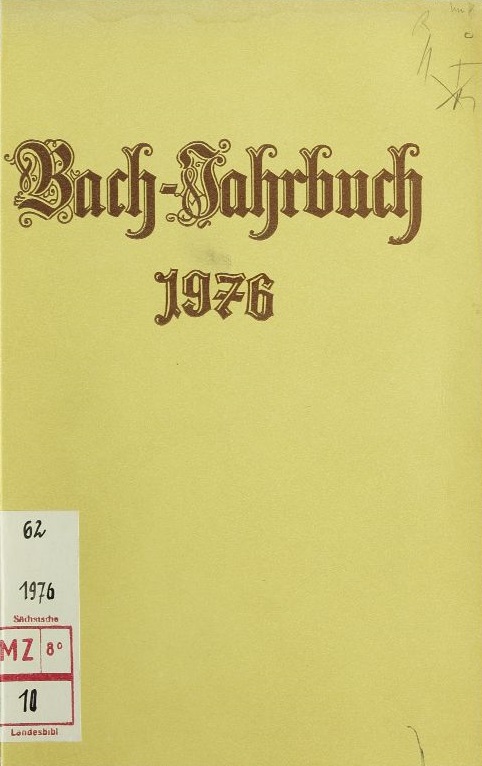 Bach-Jahrbuch
1976
62
1976
Sächsische
MZ 8°
10
Landesbibl